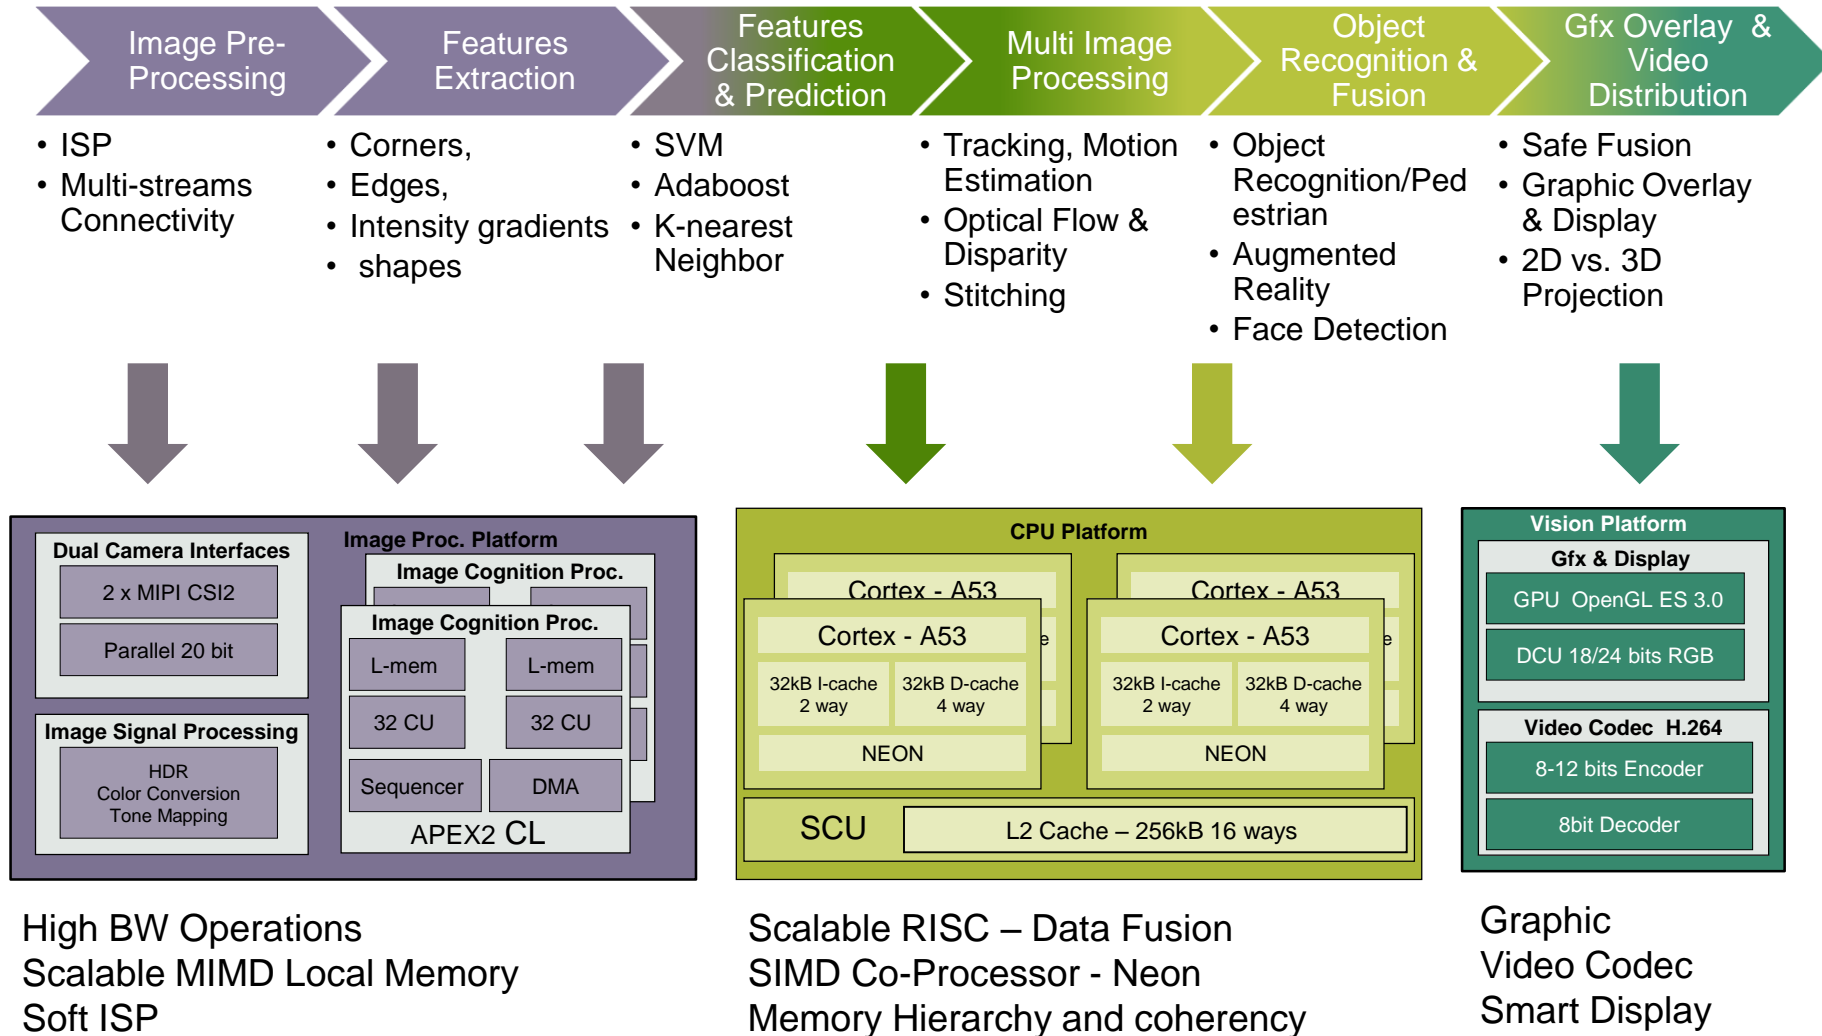 Image Pre-
Processing
Features
Extraction
Features
Classification
& Prediction
Multi Image
Processing
Object
Recognition &
Fusion
Gfx Overlay &
Video
Distribution
• ISP
• Multi-streams
Connectivity
• Corners,
• Edges,
• Intensity gradients
• shapes
• SVM
• Adaboost
• K-nearest
Neighbor
• Tracking, Motion
Estimation
• Optical Flow &
Disparity
• Stitching
• Object
Recognition/Ped
estrian
• Augmented
Reality
• Face Detection
• Safe Fusion
• Graphic Overlay
& Display
• 2D vs. 3D
Projection
Image Proc. Platform
Dual Camera Interfaces
2 x MIPI CSI2
Parallel 20 bit
Image Signal Processing
HDR
Color Conversion
Tone Mapping
Image Cognition Proc.
Image Cognition Proc.
L-mem
L-mem
32 CU
32 CU
Sequencer
DMA
APEX2 CL
CPU Platform
Cortex - A53
Cortex - A53
e
e
Cortex - A53
32kB I-cache
2 way
32kB D-cache
4 way
NEON
Cortex - A53
32kB I-cache
2 way
32kB D-cache
4 way
NEON
SCU
L2 Cache – 256kB 16 ways
Vision Platform
Gfx & Display
GPU OpenGL ES 3.0
DCU 18/24 bits RGB
Video Codec H.264
8-12 bits Encoder
8bit Decoder
High BW Operations
Scalable MIMD Local Memory
Soft ISP
Scalable RISC – Data Fusion
SIMD Co-Processor - Neon
Memory Hierarchy and coherency
Graphic
Video Codec
Smart Display